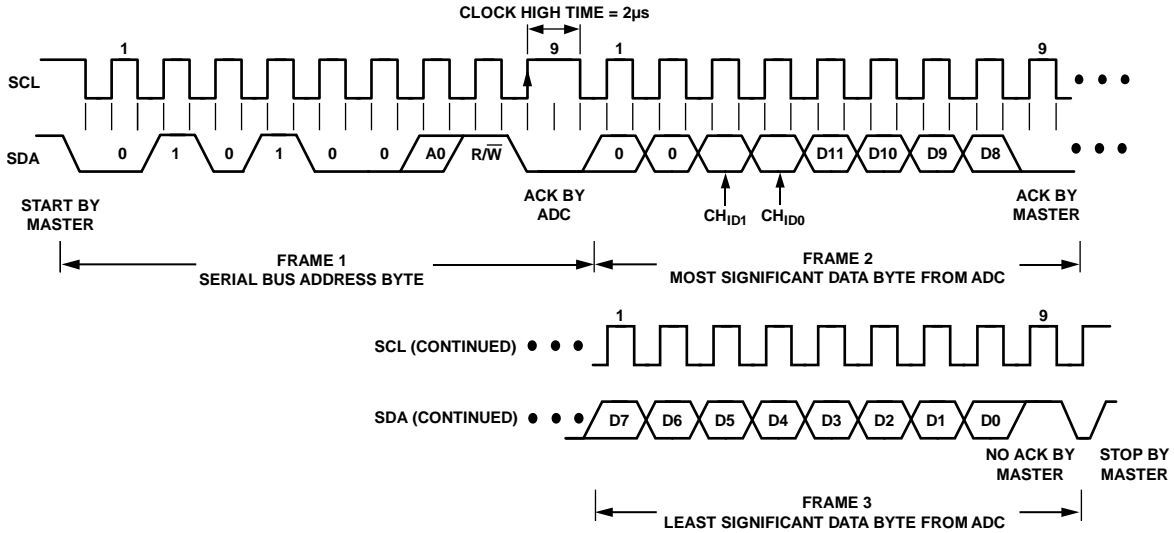 CLOCK HIGH TIME = 2µs
1 9 1 9
SCL
SDA 0 1 0 1 0 0 A0 R/W̅ 0 0 D11 D10 D9 D8
START BY MASTER
ACK BY ADC
CHID1
CHID0
ACK BY MASTER
FRAME 1
SERIAL BUS ADDRESS BYTE
FRAME 2
MOST SIGNIFICANT DATA BYTE FROM ADC
1 9
SCL (CONTINUED)
SDA (CONTINUED) D7 D6 D5 D4 D3 D2 D1 D0
NO ACK BY MASTER
STOP BY MASTER
FRAME 3
LEAST SIGNIFICANT DATA BYTE FROM ADC